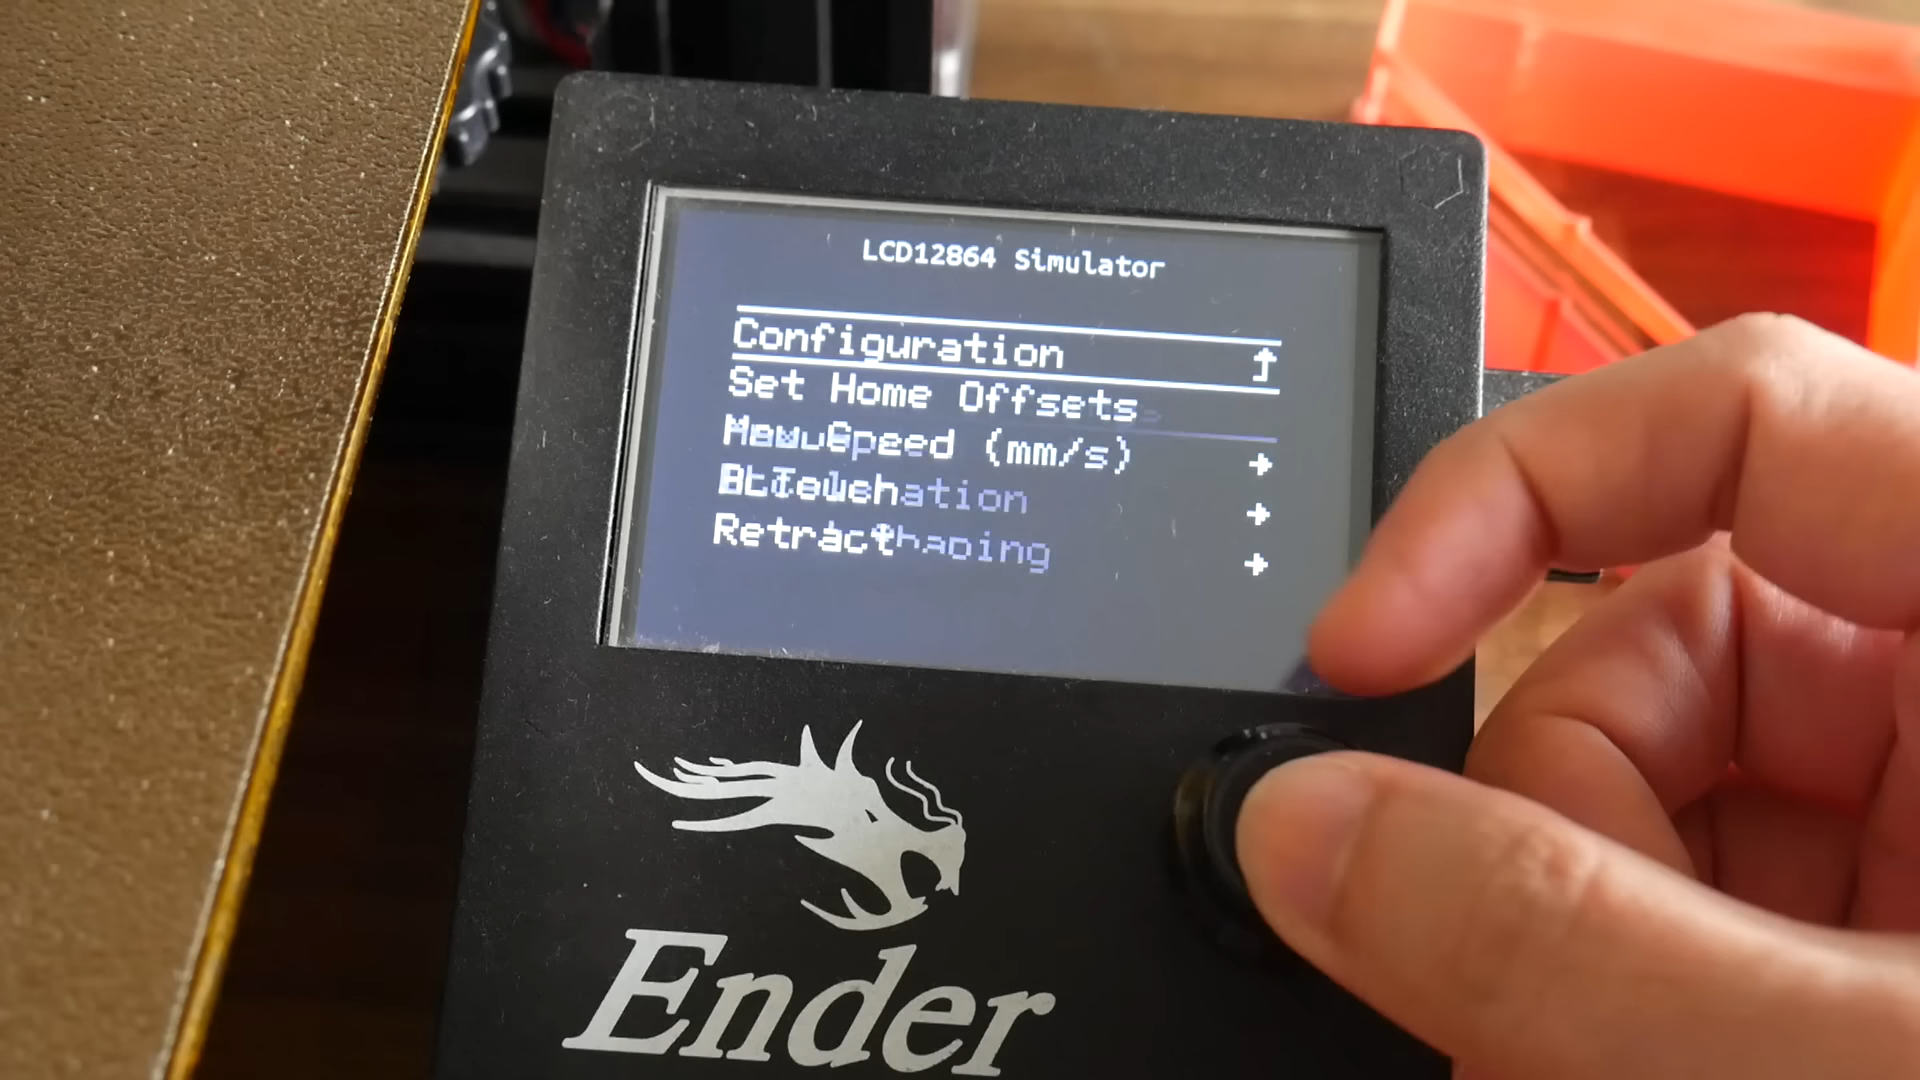 LCD12864 Simulator
Configuration
Set Home Offsets
Speed (mm/s)
Retract
Ender